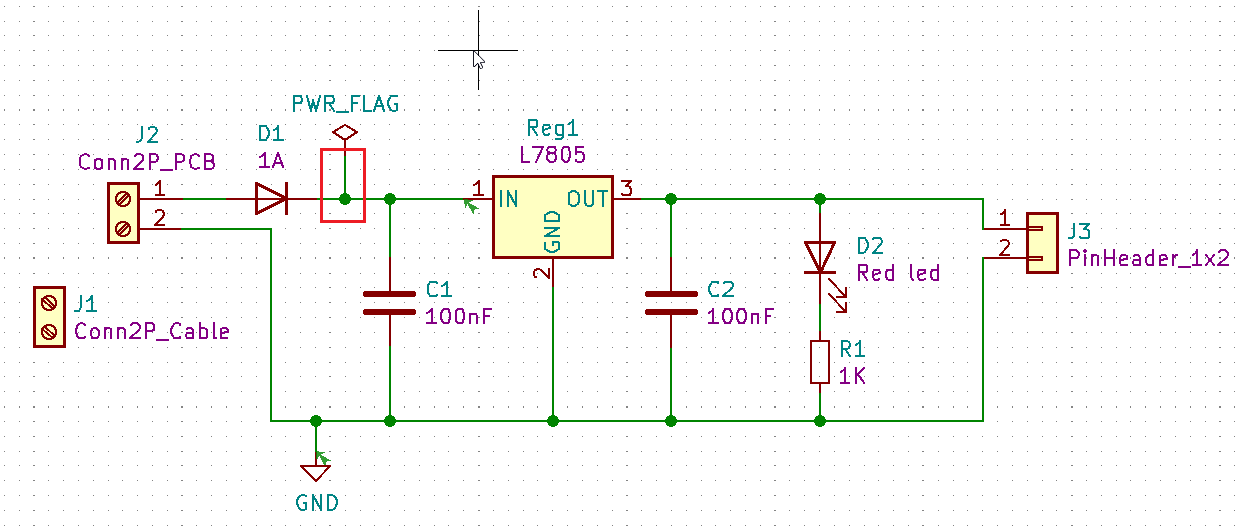 PWR_FLAG
J2
Conn2P_PCB
1
2
D1
1A
Reg1
L7805
1
IN
OUT
3
GND
2
J1
Conn2P_Cable
C1
100nF
C2
100nF
D2
Red led
R1
1K
1
2
J3
PinHeader_1x2
GND